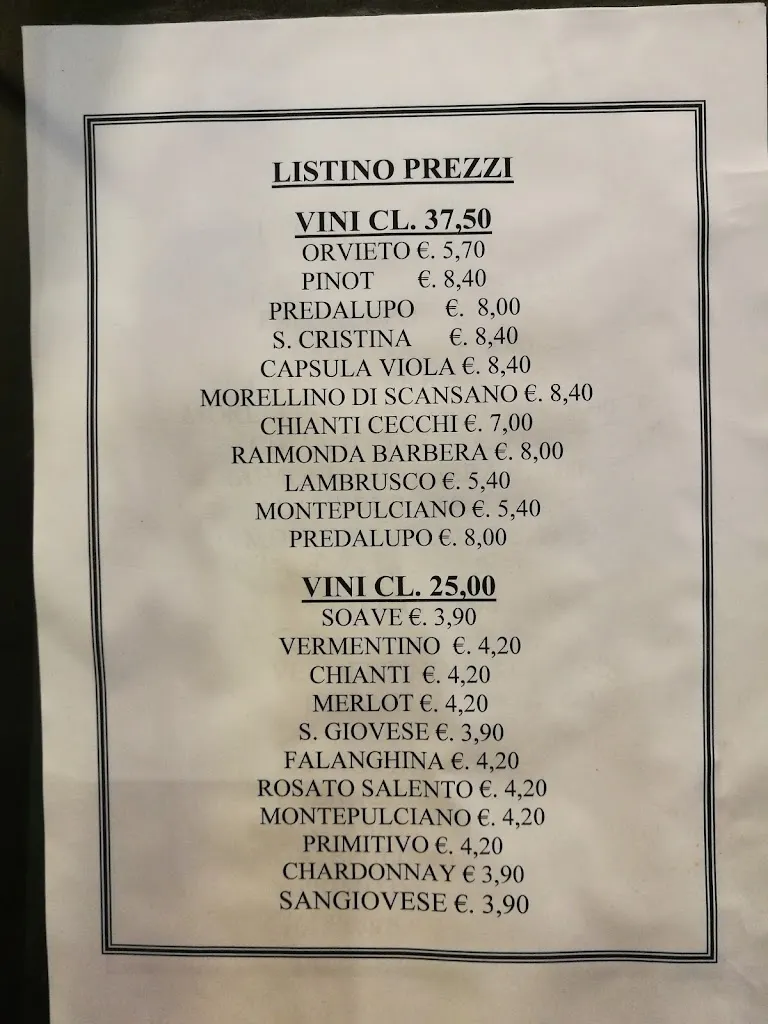 LISTINO PREZZI
VINI CL. 37,50
ORVIETO €. 5,70
PINOT €. 8,40
PREDALUPO €. 8,00
S. CRISTINA €. 8,40
CAPSULA VIOLA €. 8,40
MORELLINO DI SCANSANO €. 8,40
CHIANTI CECCHI €. 7,00
RAIMONDA BARBERA €. 8,00
LAMBRUSCO €. 5,40
MONTEPULCIANO €. 5,40
PREDALUPO €. 8,00
VINI CL. 25,00
SOAVE €. 3,90
VERMENTINO €. 4,20
CHIANTI €. 4,20
MERLOT €. 4,20
S. GIOVESE €. 3,90
FALANGHINA €. 4,20
ROSATO SALENTO €. 4,20
MONTEPULCIANO €. 4,20
PRIMITIVO €. 4,20
CHARDONNAY € 3,90
SANGIOVESE €. 3,90